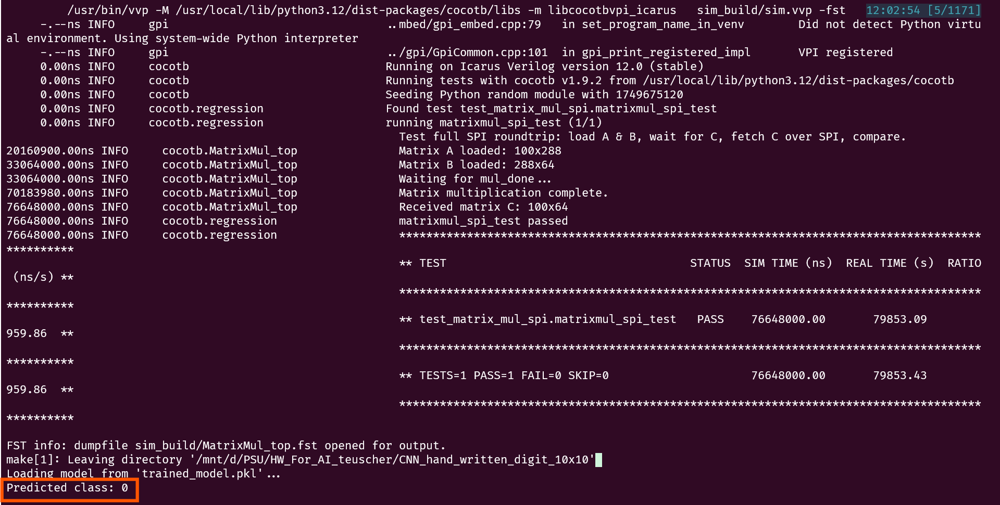 /usr/bin/vvp -M /usr/local/lib/python3.12/dist-packages/cocotb/libs -m libcocotbvpi_icarus   sim_build/sim.vvp -fst   12:02:54 [5/1171]
-.--ns INFO     gpi                                ..mbed/gpi_embed.cpp:79   in set_program_name_in_venv        Did not detect Python virtu
al environment. Using system-wide Python interpreter
-.--ns INFO     gpi                                ../gpi/GpiCommon.cpp:101  in gpi_print_registered_impl       VPI registered
0.00ns INFO     cocotb                             Running on Icarus Verilog version 12.0 (stable)
0.00ns INFO     cocotb                             Running tests with cocotb v1.9.2 from /usr/local/lib/python3.12/dist-packages/cocotb
0.00ns INFO     cocotb                             Seeding Python random module with 1749675120
0.00ns INFO     cocotb.regression                  Found test test_matrix_mul_spi.matrixmul_spi_test
0.00ns INFO     cocotb.regression                  running matrixmul_spi_test (1/1)
Test full SPI roundtrip: load A & B, wait for C, fetch C over SPI, compare.
20160900.00ns INFO     cocotb.MatrixMul_top               Matrix A loaded: 100x288
33064000.00ns INFO     cocotb.MatrixMul_top               Matrix B loaded: 288x64
33064000.00ns INFO     cocotb.MatrixMul_top               Waiting for mul_done...
70183980.00ns INFO     cocotb.MatrixMul_top               Matrix multiplication complete.
76648000.00ns INFO     cocotb.MatrixMul_top               Received matrix C: 100x64
76648000.00ns INFO     cocotb.regression                  matrixmul_spi_test passed
76648000.00ns INFO     cocotb.regression                  **************************************************************************************
**********
** TEST                                    STATUS  SIM TIME (ns)  REAL TIME (s)  RATIO
(ns/s) **
**************************************************************************************
**********
** test_matrix_mul_spi.matrixmul_spi_test   PASS    76648000.00       79853.09
959.86  **
**************************************************************************************
**********
** TESTS=1 PASS=1 FAIL=0 SKIP=0                     76648000.00       79853.43
959.86  **
**************************************************************************************
**********
FST info: dumpfile sim_build/MatrixMul_top.fst opened for output.
make[1]: Leaving directory '/mnt/d/PSU/HW_For_AI_teuscher/CNN_hand_written_digit_10x10'
Loading model from 'trained_model.pkl'...
Predicted class: 0